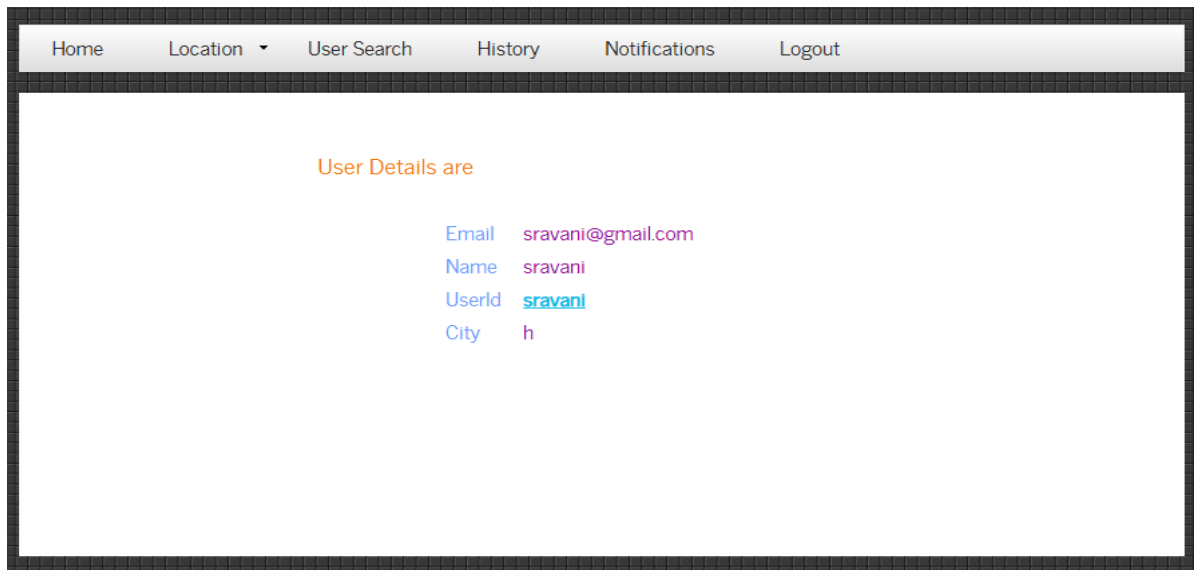 Home Location User Search History Notifications Logout
User Details are
Email sravani@gmail.com
Name sravani
UserId sravani
City h